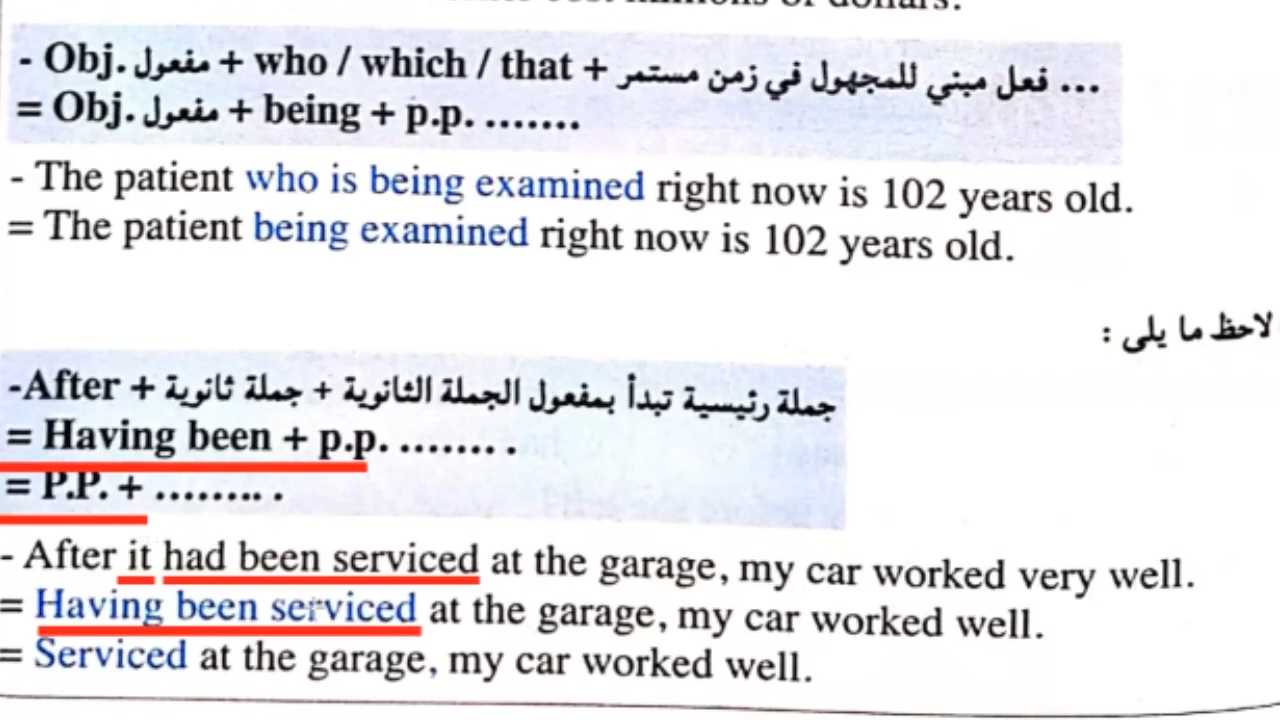 millions of dollars.
- Obj. مفعول + who / which / that + فعل مبني للمجهول في زمن مستمر ...
= Obj. مفعول + being + p.p. .......
- The patient who is being examined right now is 102 years old.
= The patient being examined right now is 102 years old.
لاحظ ما يلى :
-After + جملة رئيسية تبدأ بمفعول الجملة الثانوية + جملة ثانوية
= Having been + p.p. ........ .
= P.P. + ........ .
- After it had been serviced at the garage, my car worked very well.
= Having been serviced at the garage, my car worked well.
= Serviced at the garage, my car worked well.